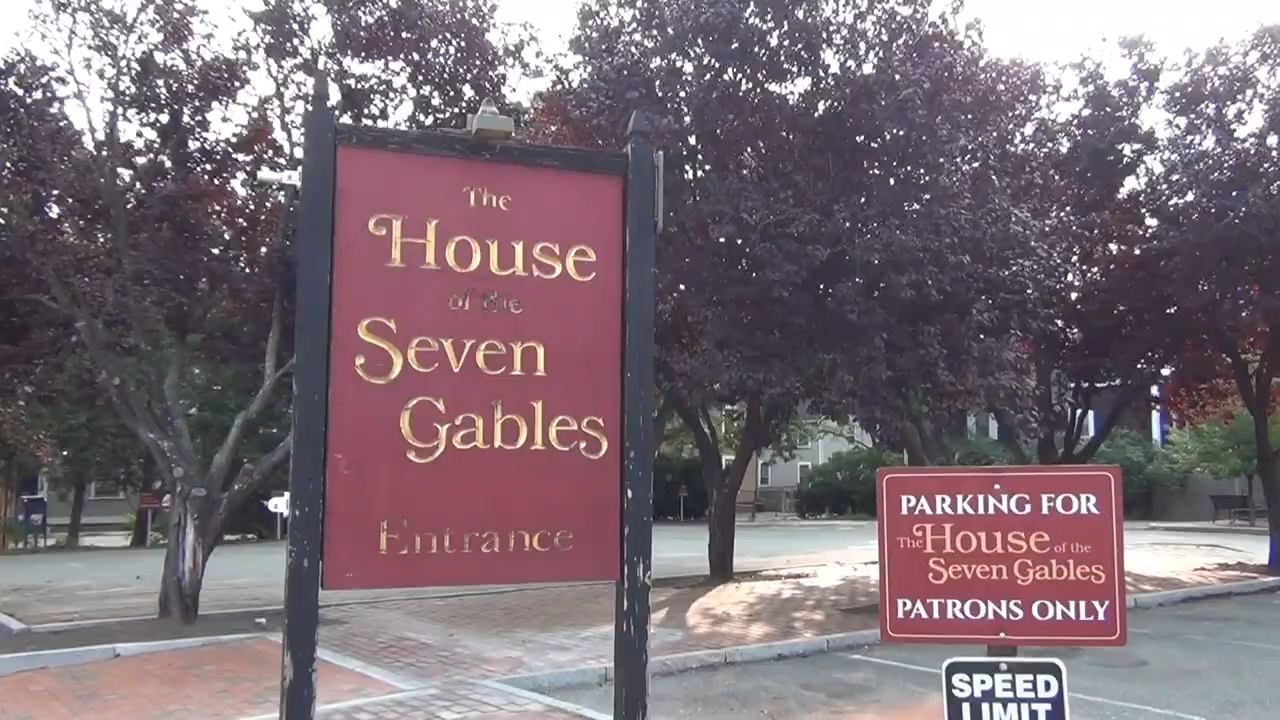 The
House
of the
Seven
Gables
Entrance
PARKING FOR
The House of the
Seven Gables
PATRONS ONLY
SPEED
LIMIT